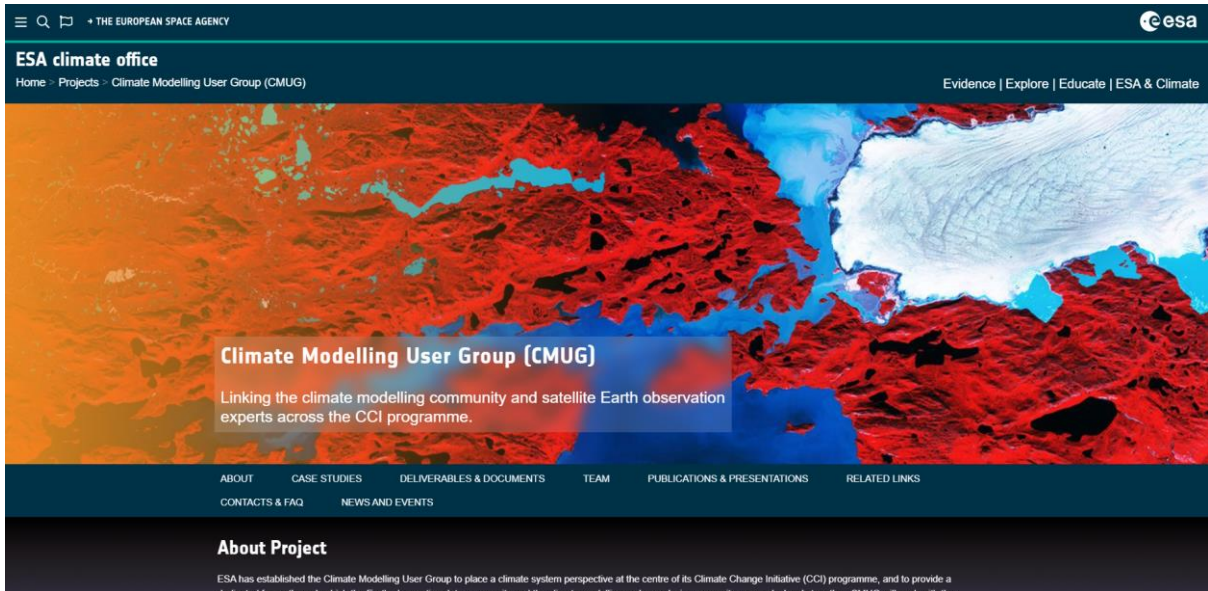 → THE EUROPEAN SPACE AGENCY
esa
ESA climate office
Home > Projects > Climate Modelling User Group (CMUG)
Evidence | Explore | Educate | ESA & Climate
Climate Modelling User Group (CMUG)
Linking the climate modelling community and satellite Earth observation
experts across the CCI programme.
ABOUT CASE STUDIES DELIVERABLES & DOCUMENTS TEAM PUBLICATIONS & PRESENTATIONS RELATED LINKS
CONTACTS & FAQ NEWS AND EVENTS
About Project
ESA has established the Climate Modelling User Group to place a climate system perspective at the centre of its Climate Change Initiative (CCI) programme, and to provide a